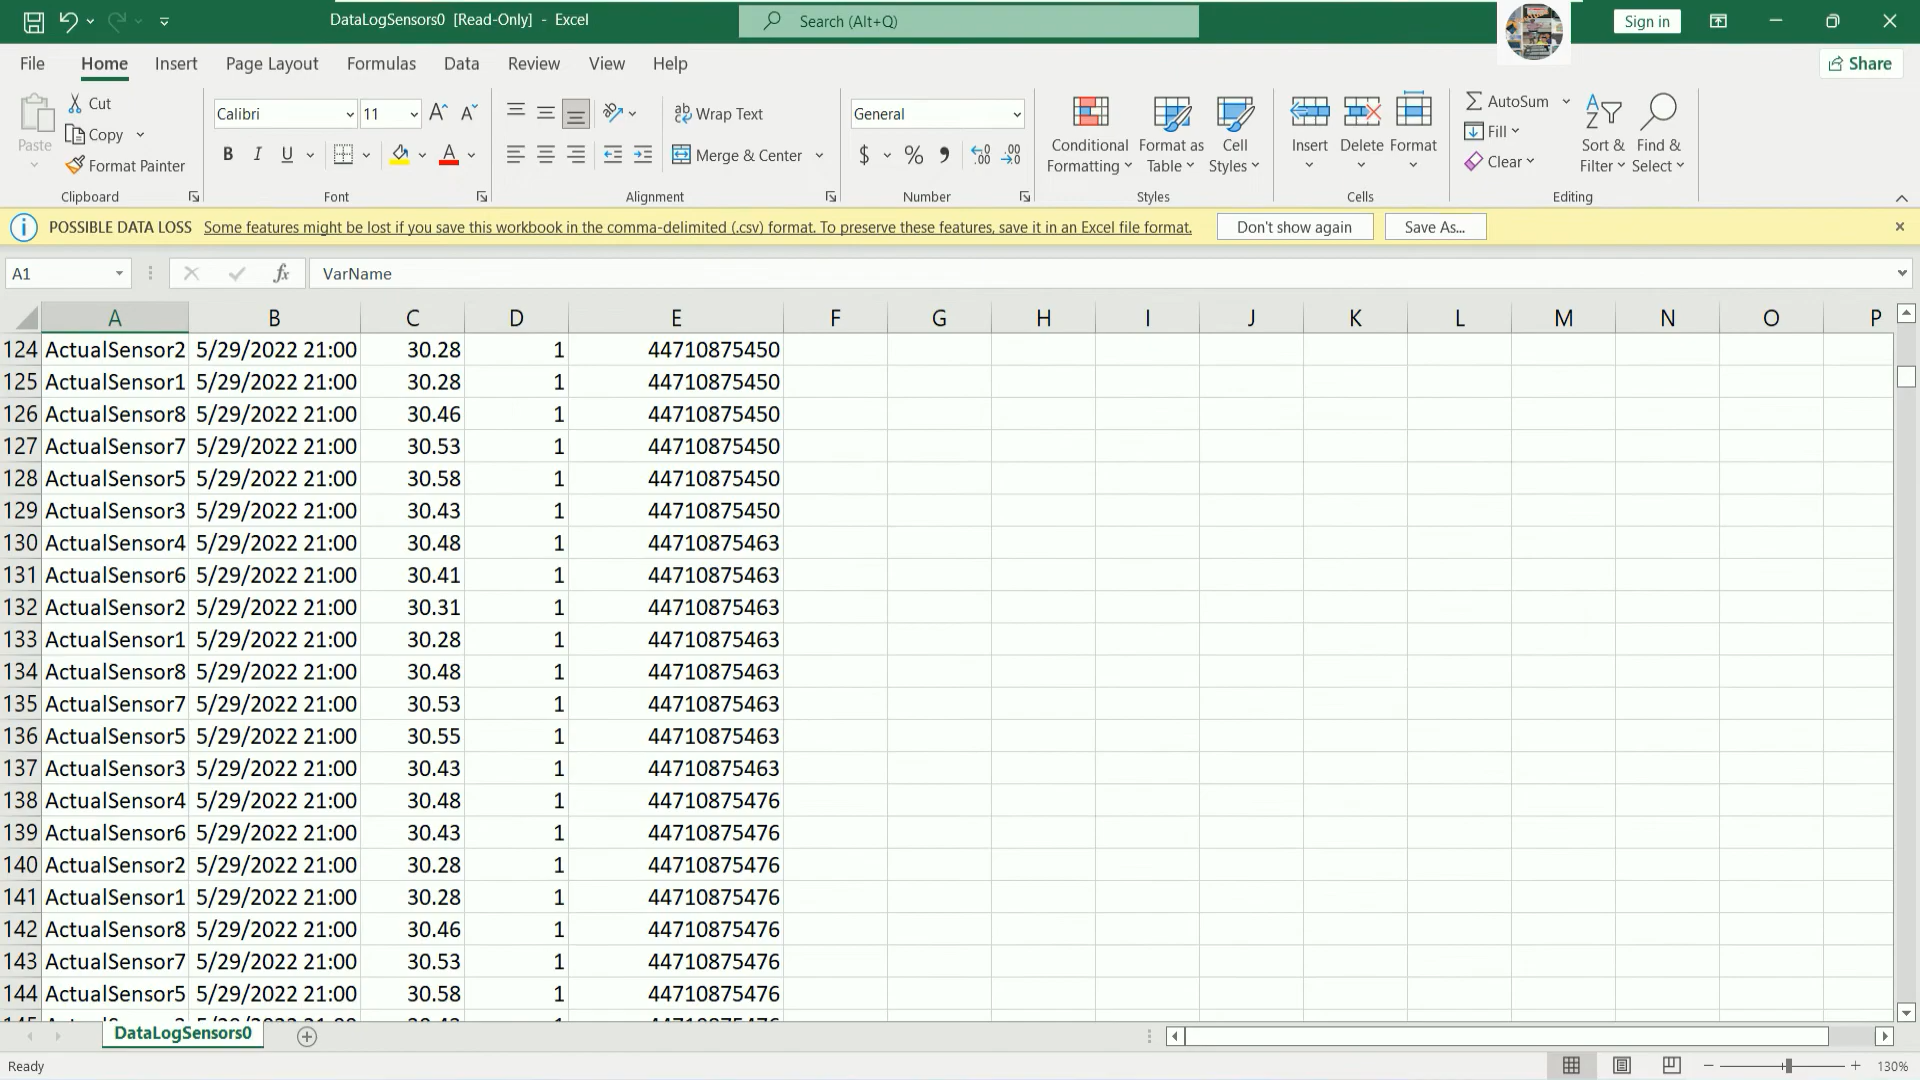 DataLogSensors0 [Read-Only] - Excel
Search (Alt+Q)
Sign in
File Home Insert Page Layout Formulas Data Review View Help
Share
Paste
Cut
Copy
Format Painter
Clipboard
Calibri 11
A A
B I U A
Font
Wrap Text
Merge & Center
Alignment
General
$ %
Number
Conditional Formatting
Format as Table
Cell Styles
Styles
Insert Delete Format
Cells
AutoSum
Fill
Clear
Sort & Filter
Find & Select
Editing
POSSIBLE DATA LOSS Some features might be lost if you save this workbook in the comma-delimited (.csv) format. To preserve these features, save it in an Excel file format. Don't show again Save As...
A1 fx VarName
A B C D E F G H I J K L M N O P
124 ActualSensor2 5/29/2022 21:00 30.28 1 44710875450
125 ActualSensor1 5/29/2022 21:00 30.28 1 44710875450
126 ActualSensor8 5/29/2022 21:00 30.46 1 44710875450
127 ActualSensor7 5/29/2022 21:00 30.53 1 44710875450
128 ActualSensor5 5/29/2022 21:00 30.58 1 44710875450
129 ActualSensor3 5/29/2022 21:00 30.43 1 44710875450
130 ActualSensor4 5/29/2022 21:00 30.48 1 44710875463
131 ActualSensor6 5/29/2022 21:00 30.41 1 44710875463
132 ActualSensor2 5/29/2022 21:00 30.31 1 44710875463
133 ActualSensor1 5/29/2022 21:00 30.28 1 44710875463
134 ActualSensor8 5/29/2022 21:00 30.48 1 44710875463
135 ActualSensor7 5/29/2022 21:00 30.53 1 44710875463
136 ActualSensor5 5/29/2022 21:00 30.55 1 44710875463
137 ActualSensor3 5/29/2022 21:00 30.43 1 44710875463
138 ActualSensor4 5/29/2022 21:00 30.48 1 44710875476
139 ActualSensor6 5/29/2022 21:00 30.43 1 44710875476
140 ActualSensor2 5/29/2022 21:00 30.28 1 44710875476
141 ActualSensor1 5/29/2022 21:00 30.28 1 44710875476
142 ActualSensor8 5/29/2022 21:00 30.46 1 44710875476
143 ActualSensor7 5/29/2022 21:00 30.53 1 44710875476
144 ActualSensor5 5/29/2022 21:00 30.58 1 44710875476
DataLogSensors0
Ready
130%